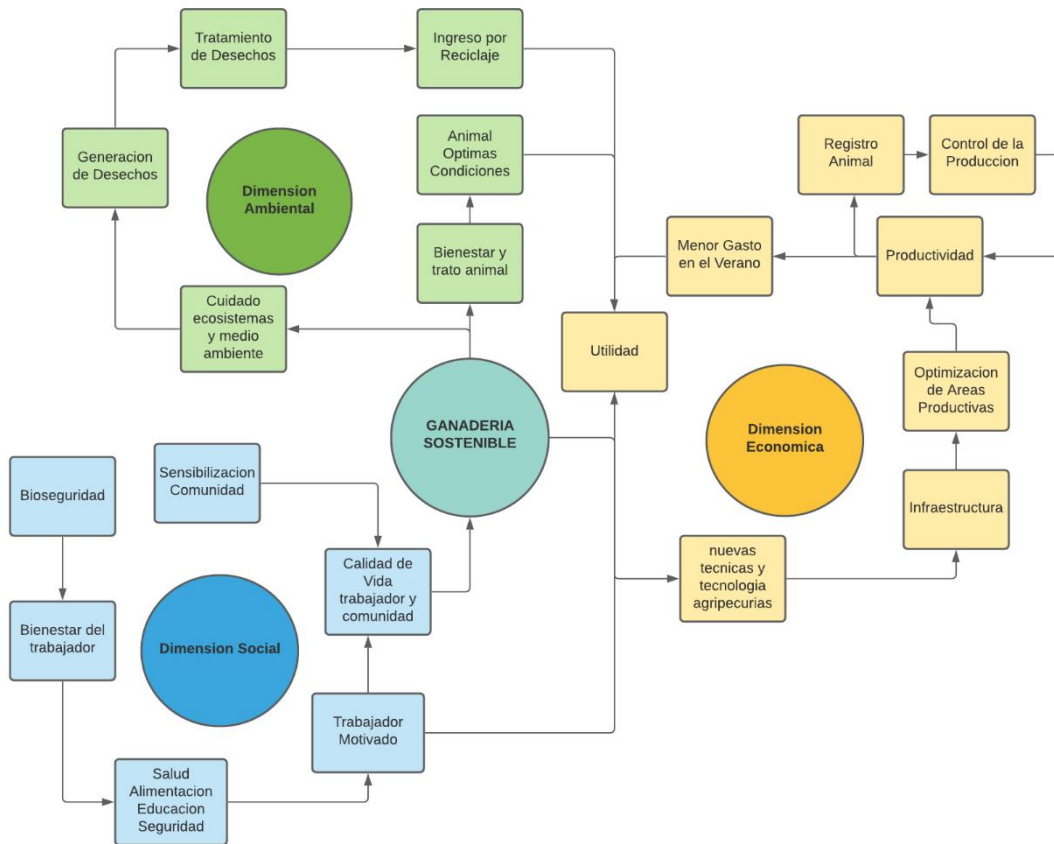 Tratamiento
de Desechos
Ingreso por
Reciclaje
Generacion
de Desechos
Dimension
Ambiental
Animal
Optimas
Condiciones
Registro
Animal
Control de la
Produccion
Bienestar y
trato animal
Menor Gasto
en el Verano
Productividad
Cuidado
ecosistemas
y medio
ambiente
Utilidad
Optimizacion
de Areas
Productivas
GANADERIA
SOSTENIBLE
Dimension
Economica
Bioseguridad
Sensibilizacion
Comunidad
Infraestructura
Calidad de
Vida
trabajador y
comunidad
nuevas
tecnicas y
tecnologia
agripecurias
Bienestar del
trabajador
Dimension Social
Trabajador
Motivado
Salud
Alimentacion
Educacion
Seguridad